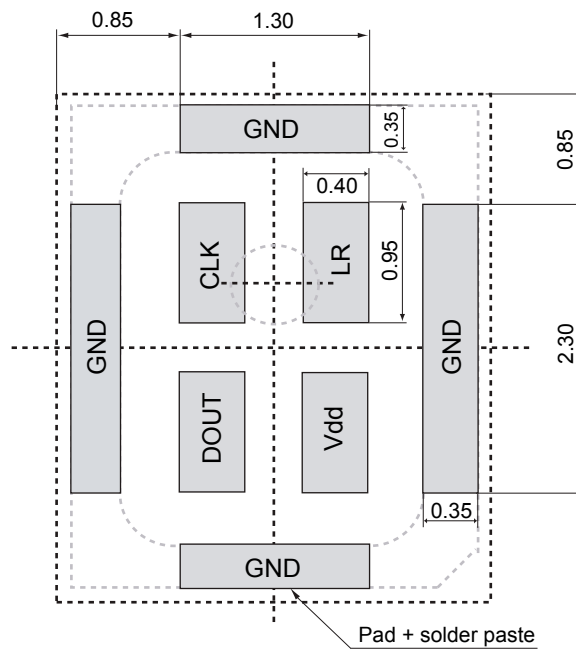 0.85
1.30
GND
0.35
0.85
0.40
CLK
LR
0.95
GND
GND
2.30
DOUT
Vdd
0.35
GND
Pad + solder paste